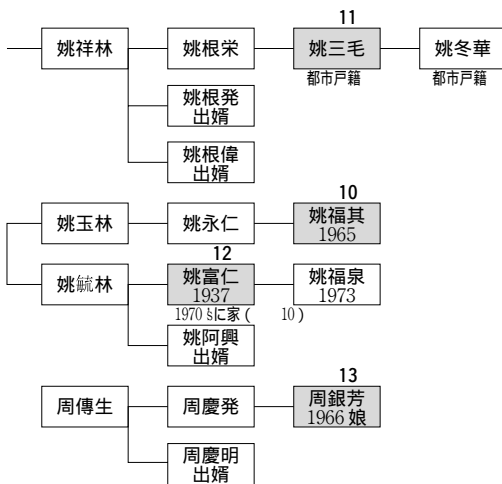 11
姚祥林 姚根栄 姚三毛 姚冬華
都市戸籍 都市戸籍
姚根発
出婿
姚根偉
出婿
10
姚玉林 姚永仁 姚福其
1965
12
姚毓林 姚富仁 姚福泉
1937 1973
1970 sに家( 10)
姚阿興
出婿
13
周傳生 周慶発 周銀芳
1966 娘
周慶明
出婿